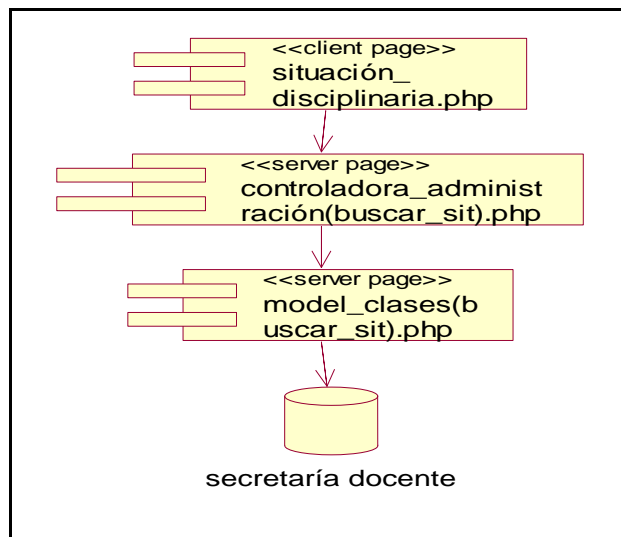 <<client page>>
situación_
disciplinaria.php
<<server page>>
controladora_administ
ración(buscar_sit).php
<<server page>>
model_clases(b
uscar_sit).php
secretaría docente